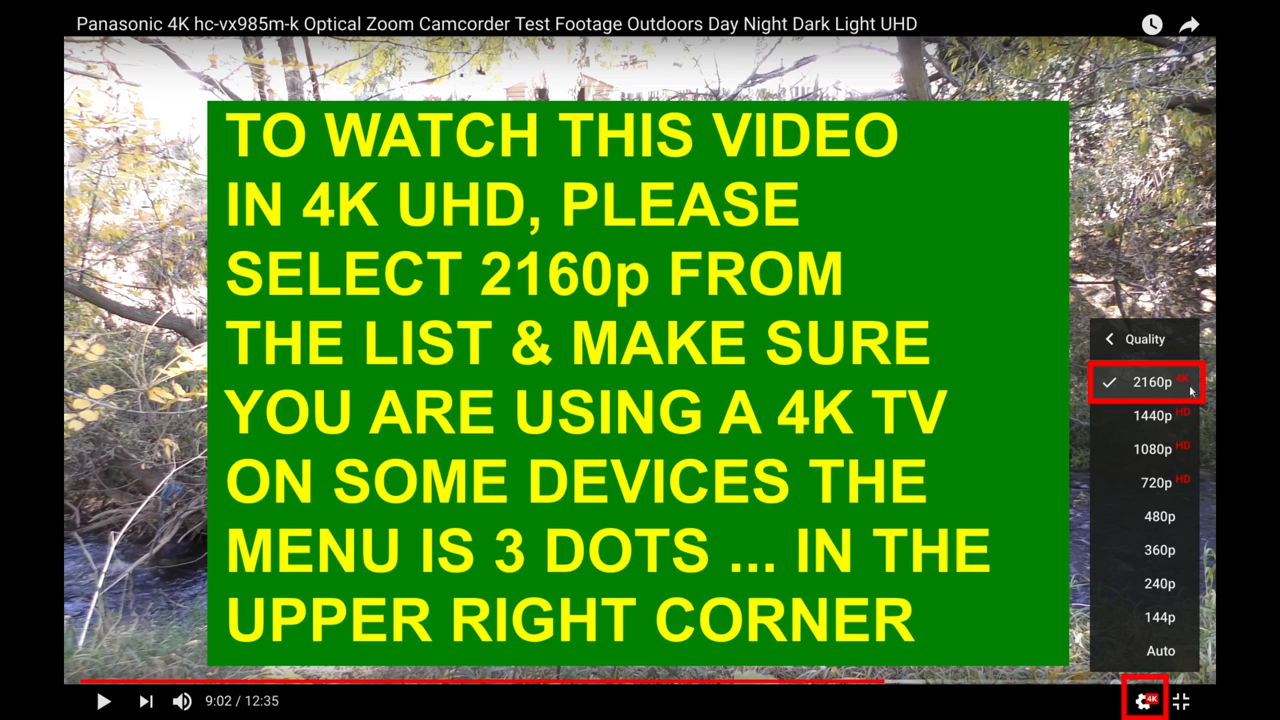 Panasonic 4K hc-vx985m-k Optical Zoom Camcorder Test Footage Outdoors Day Night Dark Light UHD
TO WATCH THIS VIDEO
IN 4K UHD, PLEASE
SELECT 2160p FROM
THE LIST & MAKE SURE
YOU ARE USING A 4K TV
ON SOME DEVICES THE
MENU IS 3 DOTS ... IN THE
UPPER RIGHT CORNER
Quality
2160p 4K
1440p HD
1080p HD
720p HD
480p
360p
240p
144p
Auto
9:02 / 12:35
4K